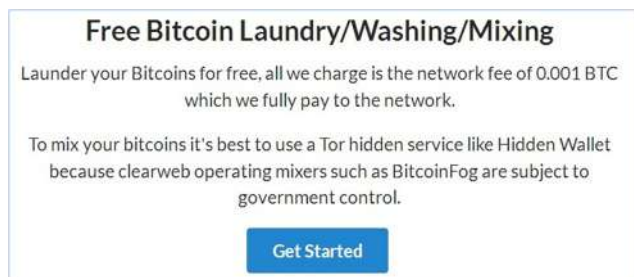 Free Bitcoin Laundry/Washing/Mixing
Launder your Bitcoins for free, all we charge is the network fee of 0.001 BTC
which we fully pay to the network.
To mix your bitcoins it's best to use a Tor hidden service like Hidden Wallet
because clearweb operating mixers such as BitcoinFog are subject to
government control.
Get Started